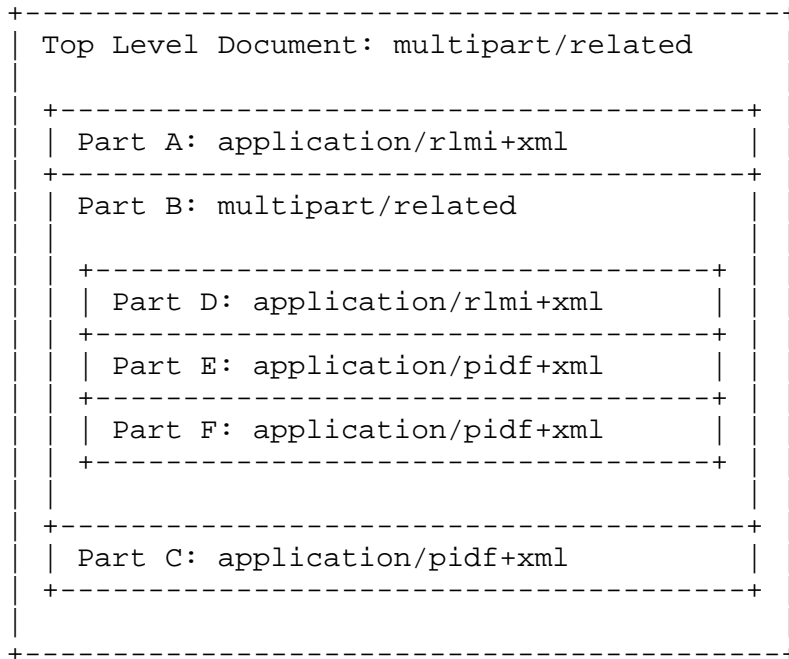 Top Level Document: multipart/related
Part A: application/rlmi+xml
Part B: multipart/related
Part D: application/rlmi+xml
Part E: application/pidf+xml
Part F: application/pidf+xml
Part C: application/pidf+xml